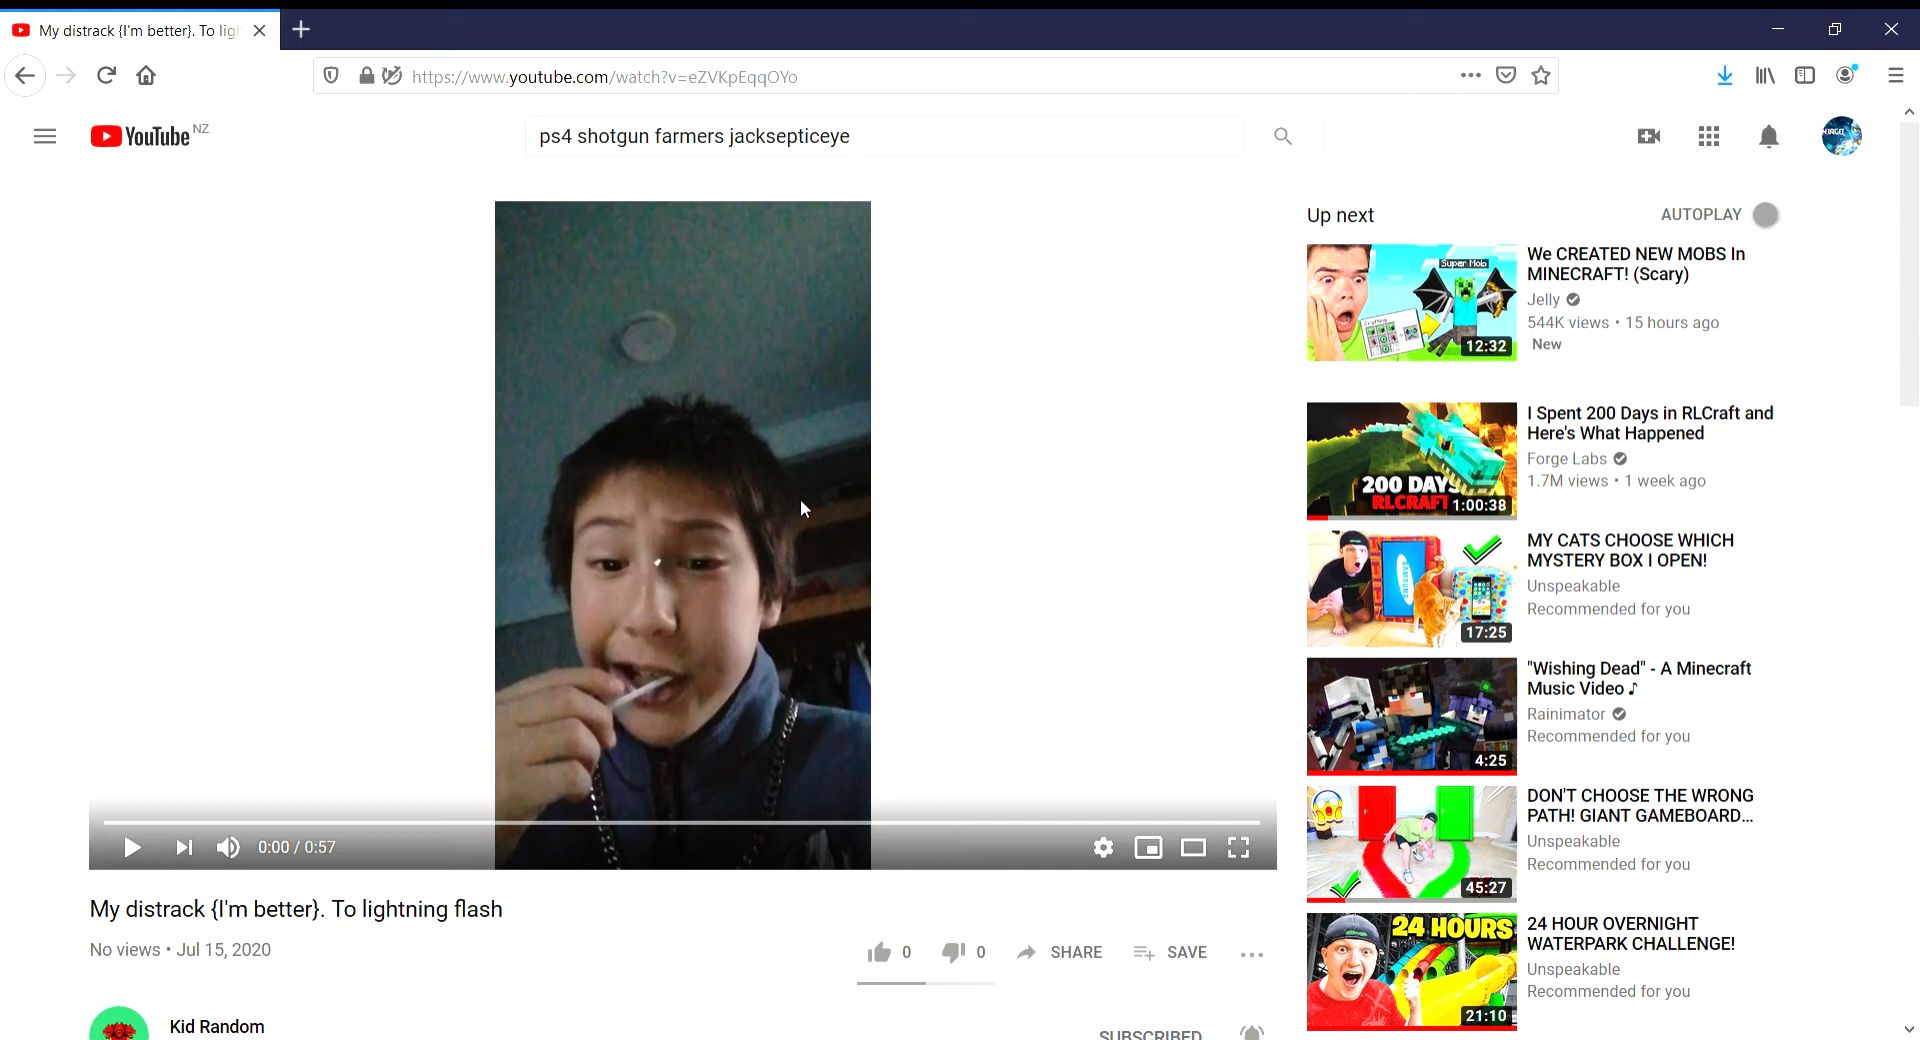 My distrack {I'm better}. To ligh
https://www.youtube.com/watch?v=eZVKpEqqOYo
YouTube NZ
ps4 shotgun farmers jacksepticeye
Up next
AUTOPLAY
Super Mob
Crafting
12:32
We CREATED NEW MOBS In
MINECRAFT! (Scary)
Jelly
544K views • 15 hours ago
New
200 DAYS
RLCRAFT
1:00:38
I Spent 200 Days in RLCraft and
Here's What Happened
Forge Labs
1.7M views • 1 week ago
SAMSUNG
17:25
MY CATS CHOOSE WHICH
MYSTERY BOX I OPEN!
Unspeakable
Recommended for you
4:25
"Wishing Dead" - A Minecraft
Music Video ♪
Rainimator
Recommended for you
45:27
DON'T CHOOSE THE WRONG
PATH! GIANT GAMEBOARD...
Unspeakable
Recommended for you
24 HOURS
21:10
24 HOUR OVERNIGHT
WATERPARK CHALLENGE!
Unspeakable
Recommended for you
0:00 / 0:57
My distrack {I'm better}. To lightning flash
No views • Jul 15, 2020
0
0
SHARE
SAVE
Kid Random
SUBSCRIBED